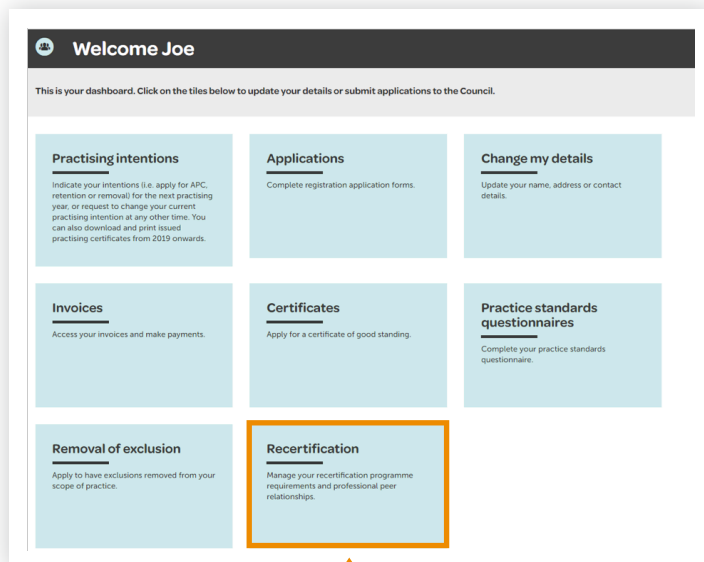 Welcome Joe
This is your dashboard. Click on the tiles below to update your details or submit applications to the Council.
Practising intentions
Indicate your intentions (i.e. apply for APC,
retention or removal) for the next practising
year, or request to change your current
practising intention at any other time. You
can also download and print issued
practising certificates from 2019 onwards.
Applications
Complete registration application forms.
Change my details
Update your name, address or contact
details.
Invoices
Access your invoices and make payments.
Certificates
Apply for a certificate of good standing.
Practice standards
questionnaires
Complete your practice standards
questionnaire.
Removal of exclusion
Apply to have exclusions removed from your
scope of practice.
Recertification
Manage your recertification programme
requirements and professional peer
relationships.